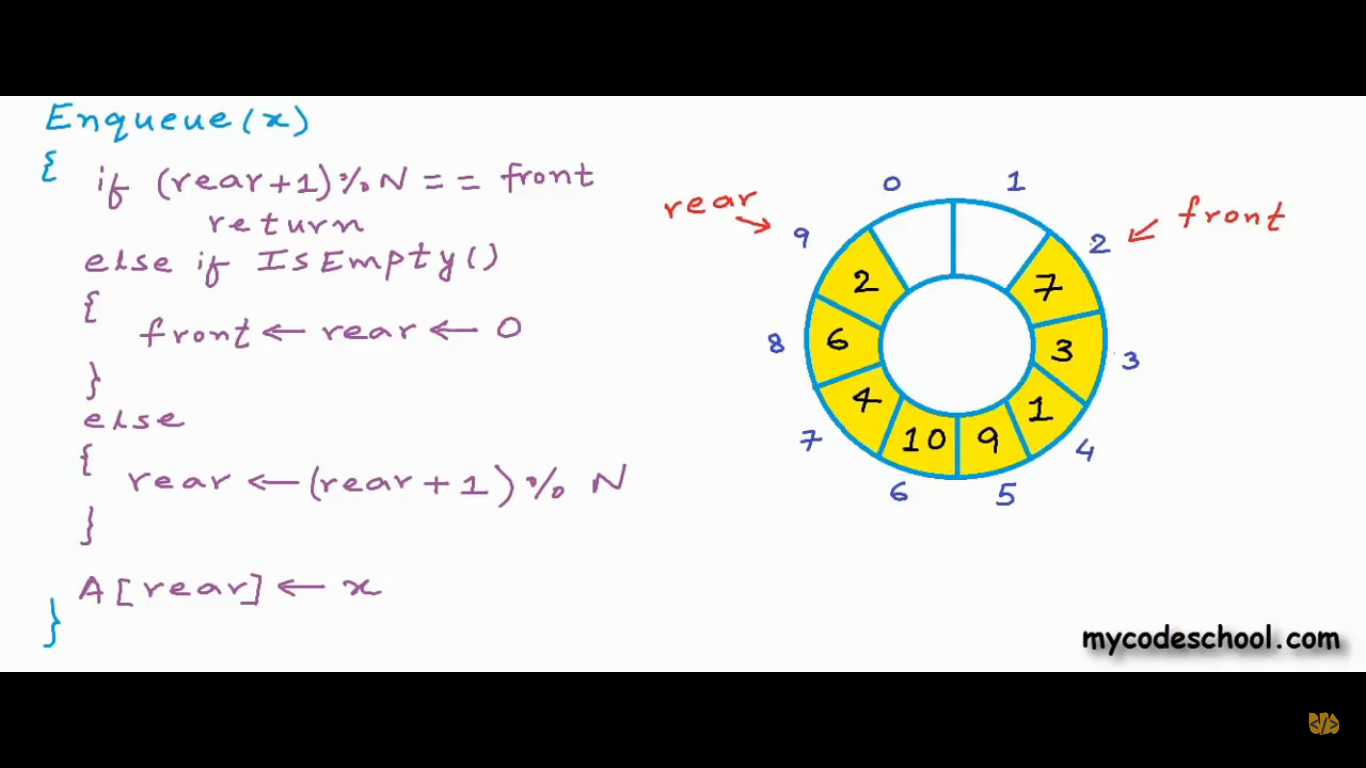 Enqueue(x)
{
if (rear+1)%N == front
return
else if IsEmpty()
{
front ← rear ← 0
}
else
{
rear ← (rear+1)% N
}
A[rear] ← x
}
rear
front
0
1
2
3
4
5
6
7
8
9
7
3
1
9
10
4
6
2
mycodeschool.com